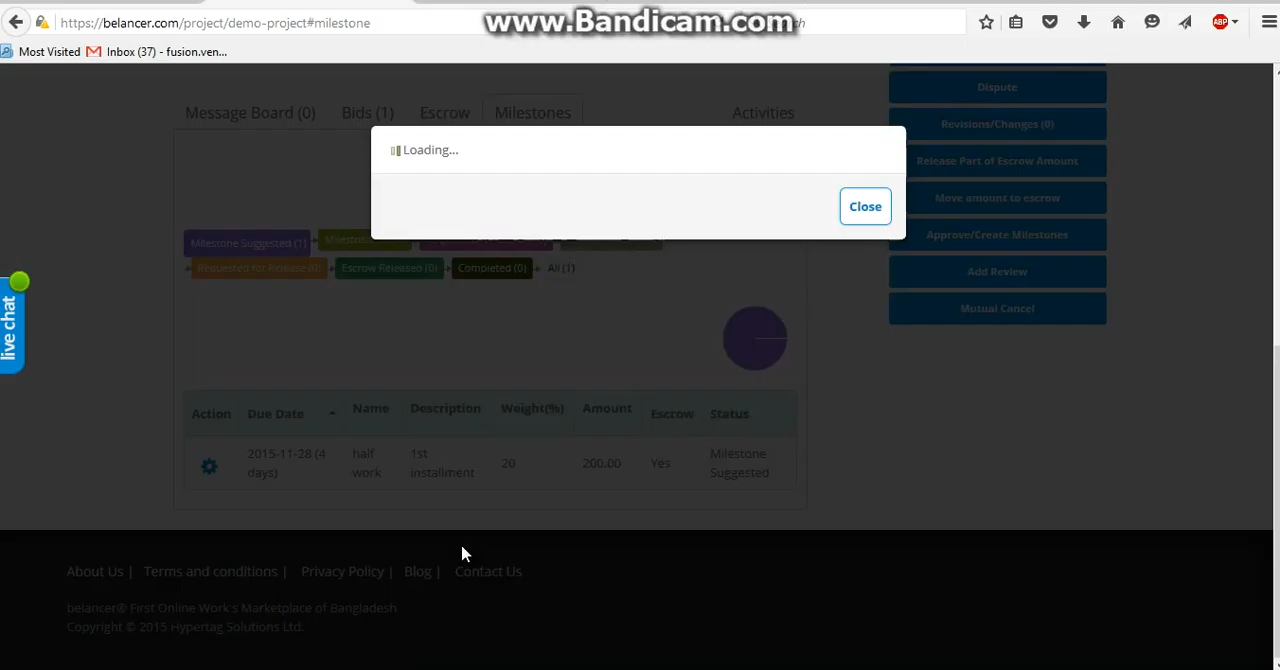 https://belancer.com/project/demo-project#milestone
www.Bandicam.com
ABP
Most Visited
Inbox (37) - fusion.ven...
Message Board (0)
Bids (1)
Escrow
Milestones
Activities
Dispute
Revisions/Changes (0)
Release Part of Escrow Amount
Move amount to escrow
Approve/Create Milestones
Add Review
Mutual Cancel
Loading...
Close
Milestone Suggested (1)
Requested for Release (0)
Escrow Released (0)
Completed (0)
All (1)
live chat
Action Due Date Name Description Weight(%) Amount Escrow Status
2015-11-28 (4 days)
half work
1st installment
20
200.00
Yes
Milestone Suggested
About Us | Terms and conditions | Privacy Policy | Blog | Contact Us
belancer® First Online Work's Marketplace of Bangladesh
Copyright © 2015 Hypertag Solutions Ltd.